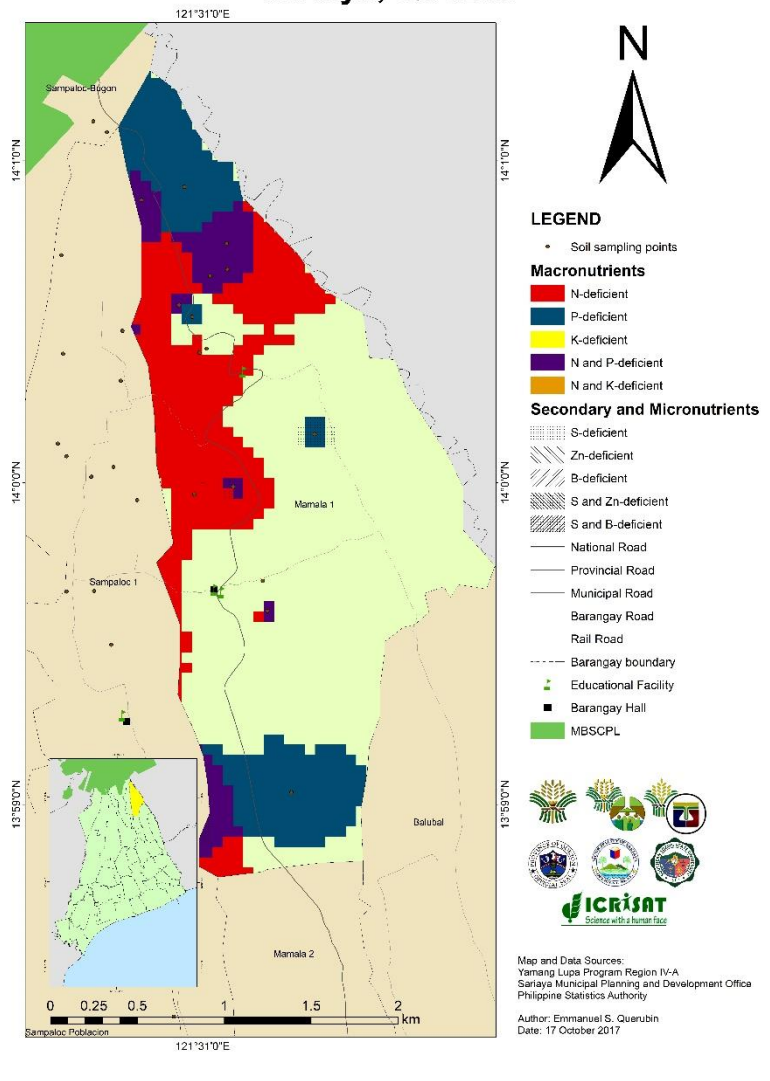 121°31'0"E
14°1'0"N
14°1'0"N
N
Sampaloc-Bogon
LEGEND
Soil sampling points
Macronutrients
N-deficient
P-deficient
K-deficient
N and P-deficient
N and K-deficient
Secondary and Micronutrients
S-deficient
Zn-deficient
B-deficient
S and Zn-deficient
S and B-deficient
National Road
Provincial Road
Municipal Road
Barangay Road
Rail Road
Barangay boundary
Educational Facility
Barangay Hall
MBSCPL
14°0'0"N
14°0'0"N
Mamala 1
Sampaloc 1
13°59'0"N
13°59'0"N
Balubal
Mamala 2
ICRISAT
Science with a human face
0 0.25 0.5 1 1.5 2
km
Sampaloc Poblacion
121°31'0"E
Map and Data Sources:
Yamang Lupa Program Region IV-A
Sariaya Municipal Planning and Development Office
Philippine Statistics Authority
Author: Emmanuel S. Querubin
Date: 17 October 2017